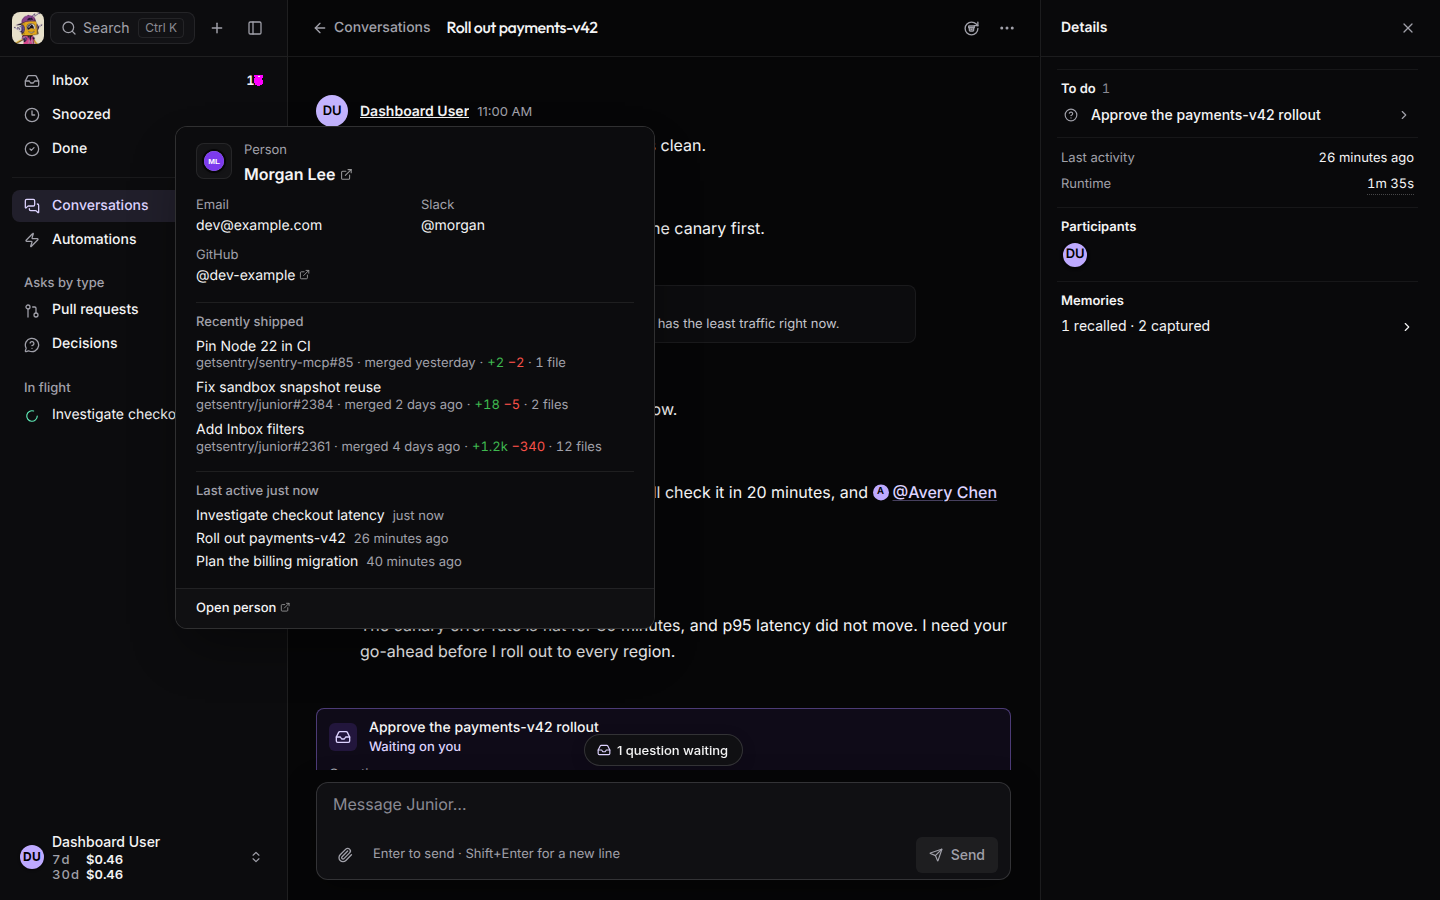 Search Ctrl K
Inbox
Snoozed
Done
Conversations
Automations
Asks by type
Pull requests
Decisions
In flight
Investigate checko
Dashboard User
DU
7d $0.46
30d $0.46
Conversations Roll out payments-v42
DU Dashboard User 11:00 AM
clean.
canary first.
has the least traffic right now.
check it in 20 minutes, and A @Avery Chen
Person
ML Morgan Lee
Email Slack
dev@example.com @morgan
GitHub
@dev-example
Recently shipped
Pin Node 22 in CI
getsentry/sentry-mcp#85 · merged yesterday · +2 −2 · 1 file
Fix sandbox snapshot reuse
getsentry/junior#2384 · merged 2 days ago · +18 −5 · 2 files
Add Inbox filters
getsentry/junior#2361 · merged 4 days ago · +1.2k −340 · 12 files
Last active just now
Investigate checkout latency just now
Roll out payments-v42 26 minutes ago
Plan the billing migration 40 minutes ago
Open person
and p95 latency did not move. I need your
go-ahead before I roll out to every region.
Approve the payments-v42 rollout
Waiting on you
1 question waiting
Message Junior...
Enter to send · Shift+Enter for a new line
Send
Details
To do 1
Approve the payments-v42 rollout
Last activity 26 minutes ago
Runtime 1m 35s
Participants
DU
Memories
1 recalled · 2 captured